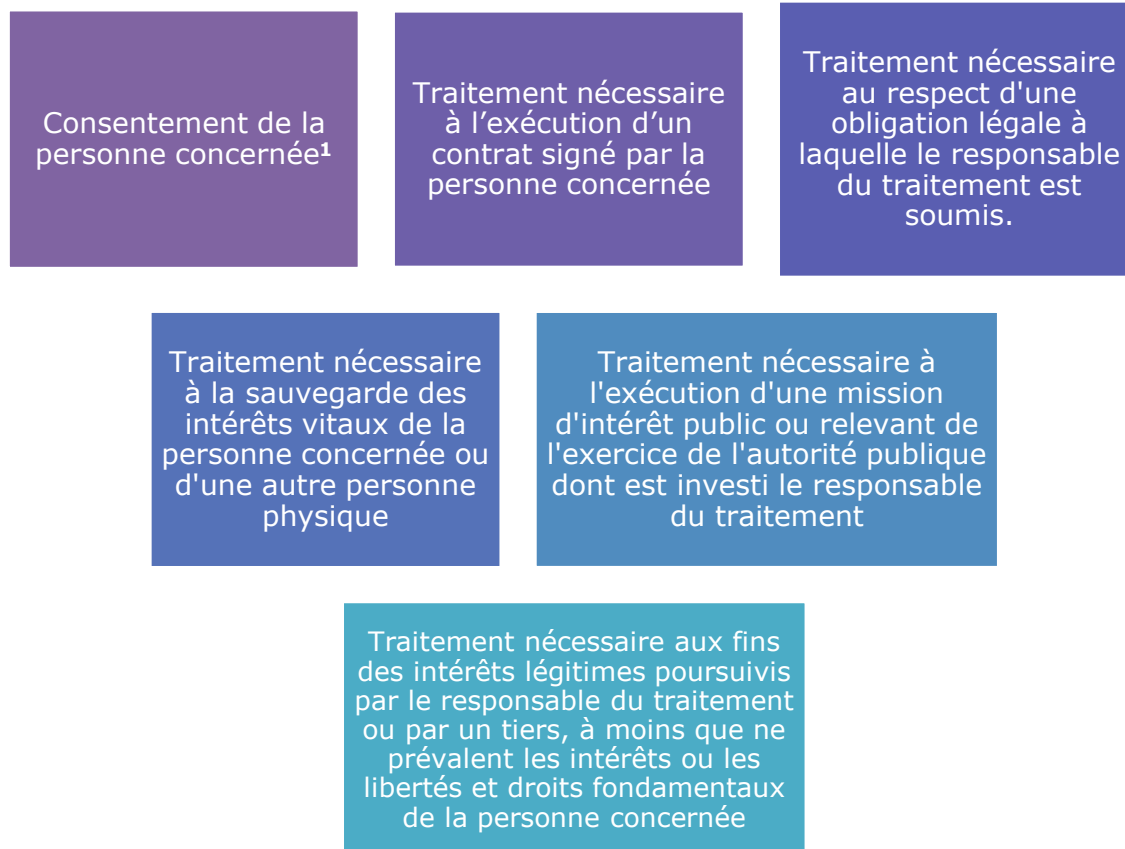 Consentement de la
personne concernée¹
Traitement nécessaire
à l’exécution d’un
contrat signé par la
personne concernée
Traitement nécessaire
au respect d'une
obligation légale à
laquelle le responsable
du traitement est
soumis.
Traitement nécessaire
à la sauvegarde des
intérêts vitaux de la
personne concernée ou
d'une autre personne
physique
Traitement nécessaire à
l'exécution d'une mission
d'intérêt public ou relevant de
l'exercice de l'autorité publique
dont est investi le responsable
du traitement
Traitement nécessaire aux fins
des intérêts légitimes poursuivis
par le responsable du traitement
ou par un tiers, à moins que ne
prévalent les intérêts ou les
libertés et droits fondamentaux
de la personne concernée